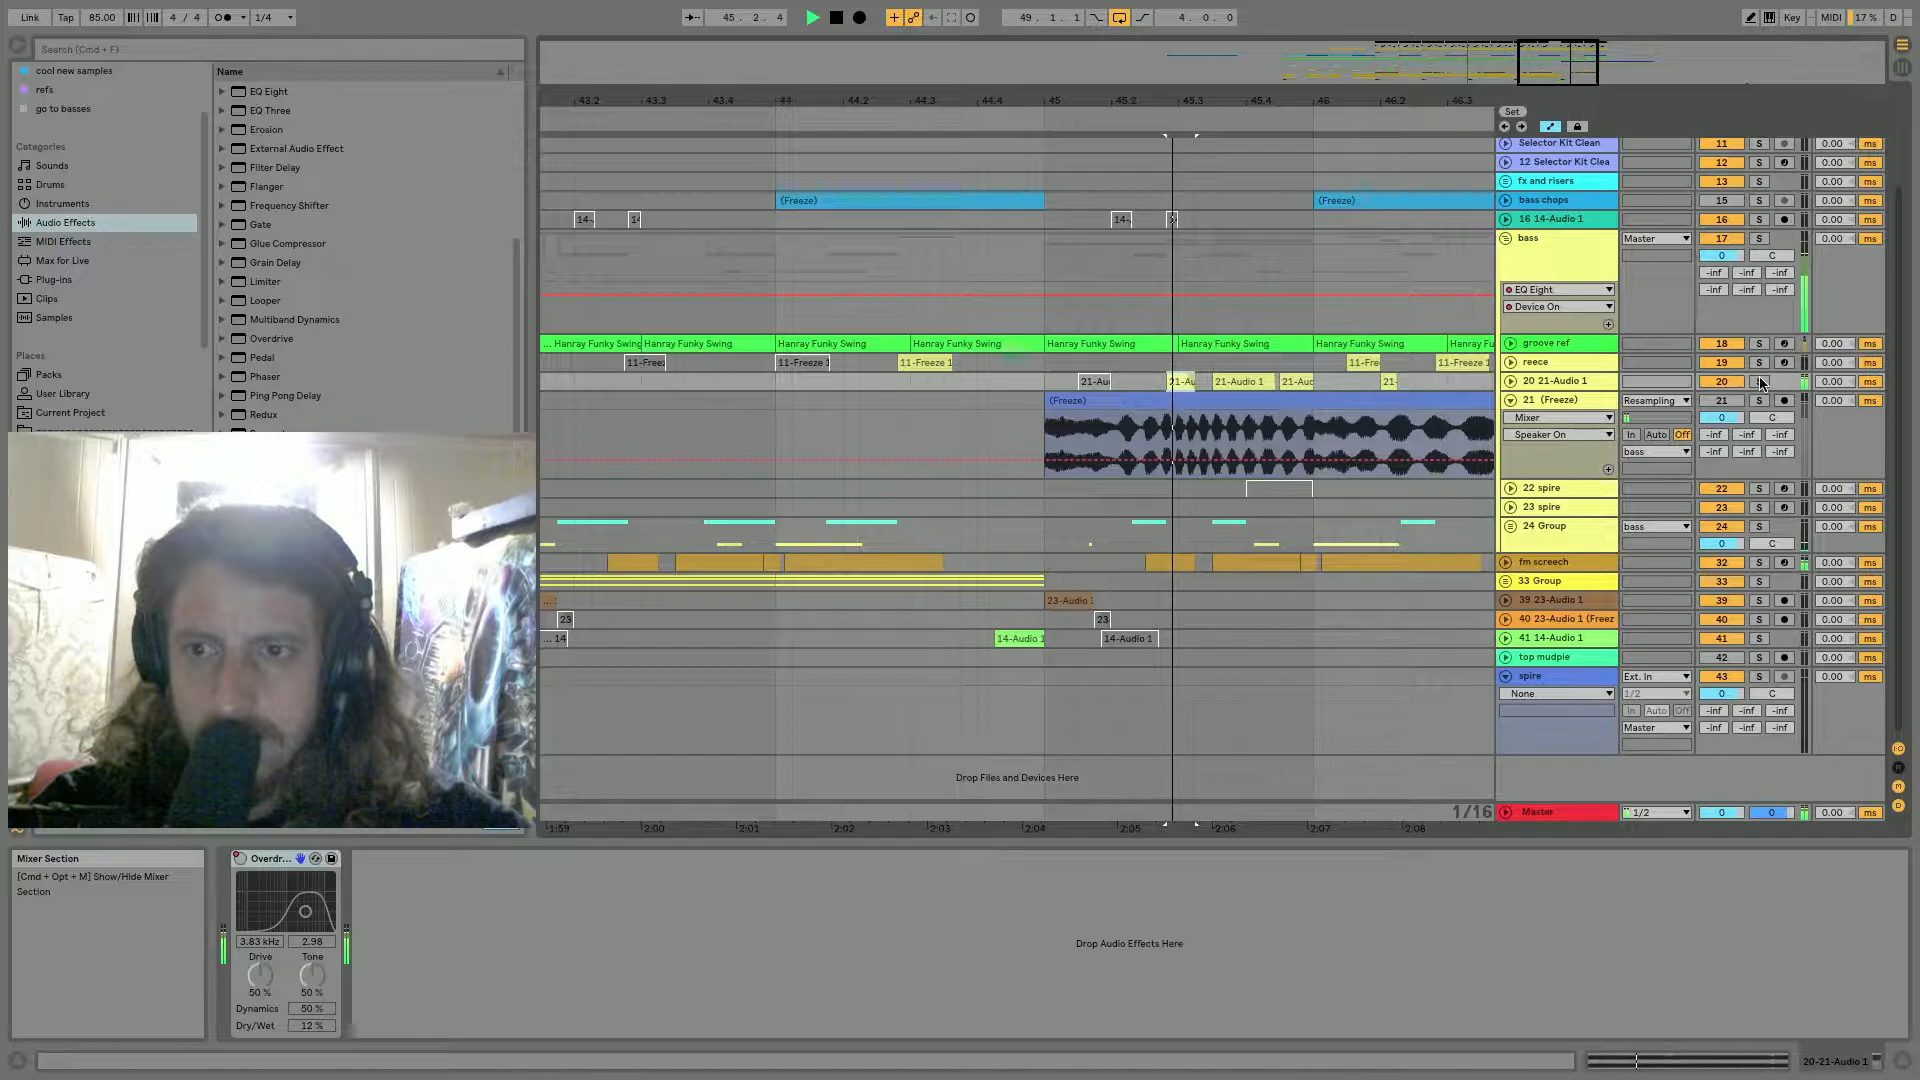 Link Tap 85.00 4 / 4 1/4 45 . 2 . 4 49 . 1 . 1 4 . 0 . 0 Key MIDI 17 % D
Search (Cmd + F)
cool new samples
refs
go to basses
Categories
Sounds
Drums
Instruments
Audio Effects
MIDI Effects
Max for Live
Plug-ins
Clips
Samples
Places
Packs
User Library
Current Project
Name
EQ Eight
EQ Three
Erosion
External Audio Effect
Filter Delay
Flanger
Frequency Shifter
Gate
Glue Compressor
Grain Delay
Limiter
Looper
Multiband Dynamics
Overdrive
Pedal
Phaser
Ping Pong Delay
Redux
43.2 43.3 43.4 44 44.2 44.3 44.4 45 45.2 45.3 45.4 46 46.2 46.3
Set
Selector Kit Clean 11 S 0.00 ms
12 Selector Kit Clea 12 S 0.00 ms
fx and risers 13 S 0.00 ms
(Freeze) (Freeze) bass chops 15 S 0.00 ms
14- 14 14- 16 14-Audio 1 16 S 0.00 ms
bass Master 17 S 0.00 ms
0 C
-inf -inf -inf
EQ Eight -inf -inf -inf
Device On
... Hanray Funky Swing Hanray Funky Swing Hanray Funky Swing Hanray Funky Swing Hanray Funky Swing Hanray Funky Swing Hanray Funky Swing Hanray Fu groove ref 18 S 0.00 ms
11-Free 11-Freeze 1 11-Freeze 1 11-Fre 11-Freeze 1 reece 19 S 0.00 ms
21-Au 21-Au 21-Audio 1 21-Aud 21- 20 21-Audio 1 20 0.00 ms
(Freeze) 21 (Freeze) Resampling 21 S 0.00 ms
Mixer 0 C
Speaker On In Auto Off -inf -inf -inf
bass -inf -inf -inf
22 spire 22 S 0.00 ms
23 spire 23 S 0.00 ms
24 Group bass 24 S 0.00 ms
0 C
fm screech 32 S 0.00 ms
33 Group 33 S 0.00 ms
... 23-Audio 39 23-Audio 1 39 S 0.00 ms
23 23 40 23-Audio 1 (Freez 40 S 0.00 ms
... 14 14-Audio 1 14-Audio 1 41 14-Audio 1 41 S 0.00 ms
top mudpie 42 S 0.00 ms
spire Ext. In 43 S 0.00 ms
None 1/2 0 C
In Auto Off -inf -inf -inf
Master -inf -inf -inf
Drop Files and Devices Here
1/16 Master 1/2 0 0 0.00 ms
1:59 2:00 2:01 2:02 2:03 2:04 2:05 2:06 2:07 2:08
Mixer Section
[Cmd + Opt + M] Show/Hide Mixer
Section
Overdr...
3.83 kHz 2.98
Drive Tone
50 % 50 %
Dynamics 50 %
Dry/Wet 12 %
Drop Audio Effects Here
20-21-Audio 1